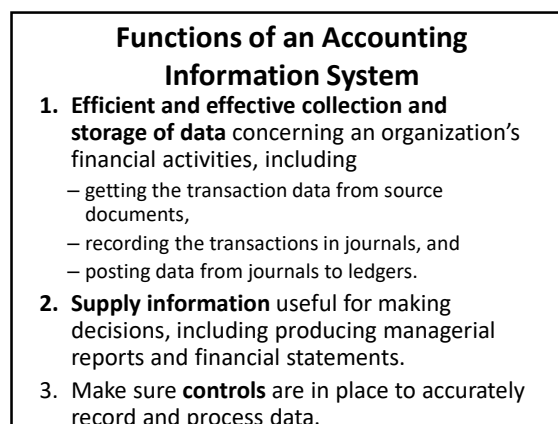 Functions of an Accounting
Information System
1. Efficient and effective collection and
storage of data concerning an organization's
financial activities, including
– getting the transaction data from source
documents,
– recording the transactions in journals, and
– posting data from journals to ledgers.
2. Supply information useful for making
decisions, including producing managerial
reports and financial statements.
3. Make sure controls are in place to accurately
record and process data.